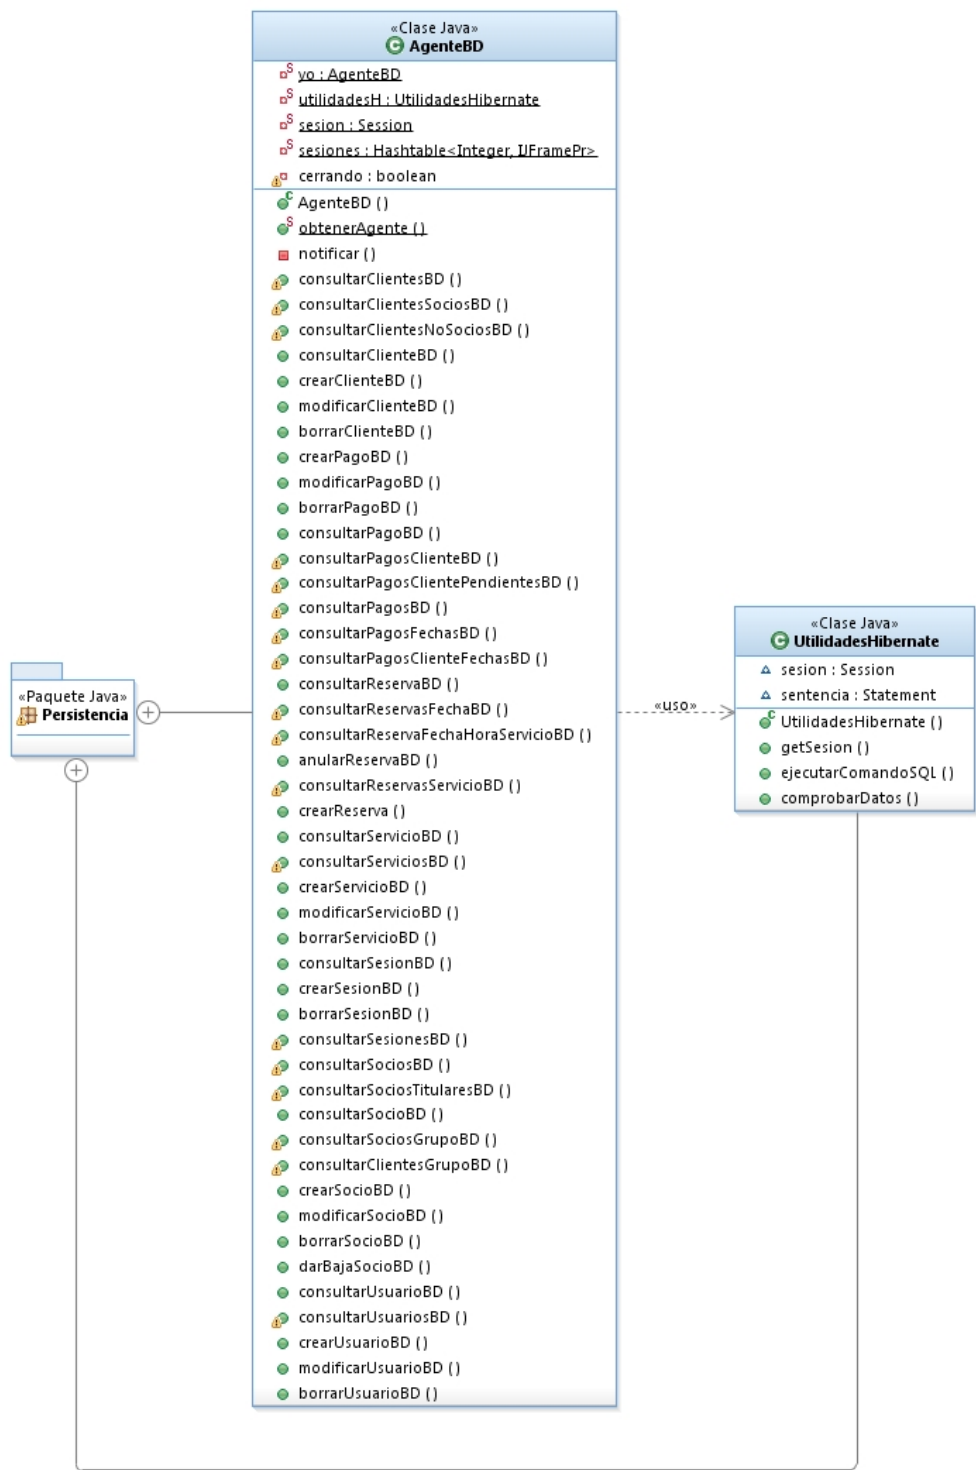 «Clase Java»
AgenteBD
yo : AgenteBD
utilidadesH : UtilidadesHibernate
sesion : Session
sesiones : Hashtable<Integer, IJFramePr>
cerrando : boolean
AgenteBD ( )
obtenerAgente ( )
notificar ( )
consultarClientesBD ( )
consultarClientesSociosBD ( )
consultarClientesNoSociosBD ( )
consultarClienteBD ( )
crearClienteBD ( )
modificarClienteBD ( )
borrarClienteBD ( )
crearPagoBD ( )
modificarPagoBD ( )
borrarPagoBD ( )
consultarPagoBD ( )
consultarPagosClienteBD ( )
consultarPagosClientePendientesBD ( )
consultarPagosBD ( )
consultarPagosFechasBD ( )
consultarPagosClienteFechasBD ( )
consultarReservaBD ( )
consultarReservasFechaBD ( )
consultarReservaFechaHoraServicioBD ( )
anularReservaBD ( )
consultarReservasServicioBD ( )
crearReserva ( )
consultarServicioBD ( )
consultarServiciosBD ( )
crearServicioBD ( )
modificarServicioBD ( )
borrarServicioBD ( )
consultarSesionBD ( )
crearSesionBD ( )
borrarSesionBD ( )
consultarSesionesBD ( )
consultarSociosBD ( )
consultarSociosTitularesBD ( )
consultarSocioBD ( )
consultarSociosGrupoBD ( )
consultarClientesGrupoBD ( )
crearSocioBD ( )
modificarSocioBD ( )
borrarSocioBD ( )
darBajaSocioBD ( )
consultarUsuarioBD ( )
consultarUsuariosBD ( )
crearUsuarioBD ( )
modificarUsuarioBD ( )
borrarUsuarioBD ( )
«Paquete Java»
Persistencia
«uso»
«Clase Java»
UtilidadesHibernate
sesion : Session
sentencia : Statement
UtilidadesHibernate ( )
getSesion ( )
ejecutarComandoSQL ( )
comprobarDatos ( )